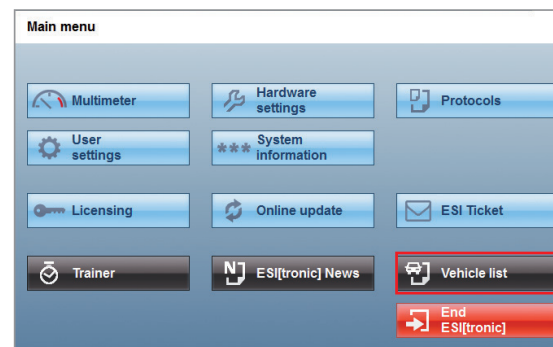 Main menu
Multimeter
Hardware
settings
Protocols
User
settings
***
System
information
Licensing
Online update
ESI Ticket
Trainer
N
ESI[tronic] News
Vehicle list
End
ESI[tronic]